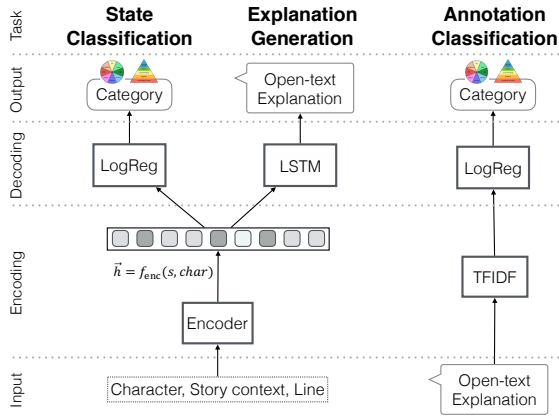 Task
State
Classification
Explanation
Generation
Annotation
Classification
Output
Category
Open-text
Explanation
Category
Decoding
LogReg
LSTM
LogReg
Encoding
h⃗ = f_enc(s, char)
TFIDF
Encoder
Input
Character, Story context, Line
Open-text
Explanation